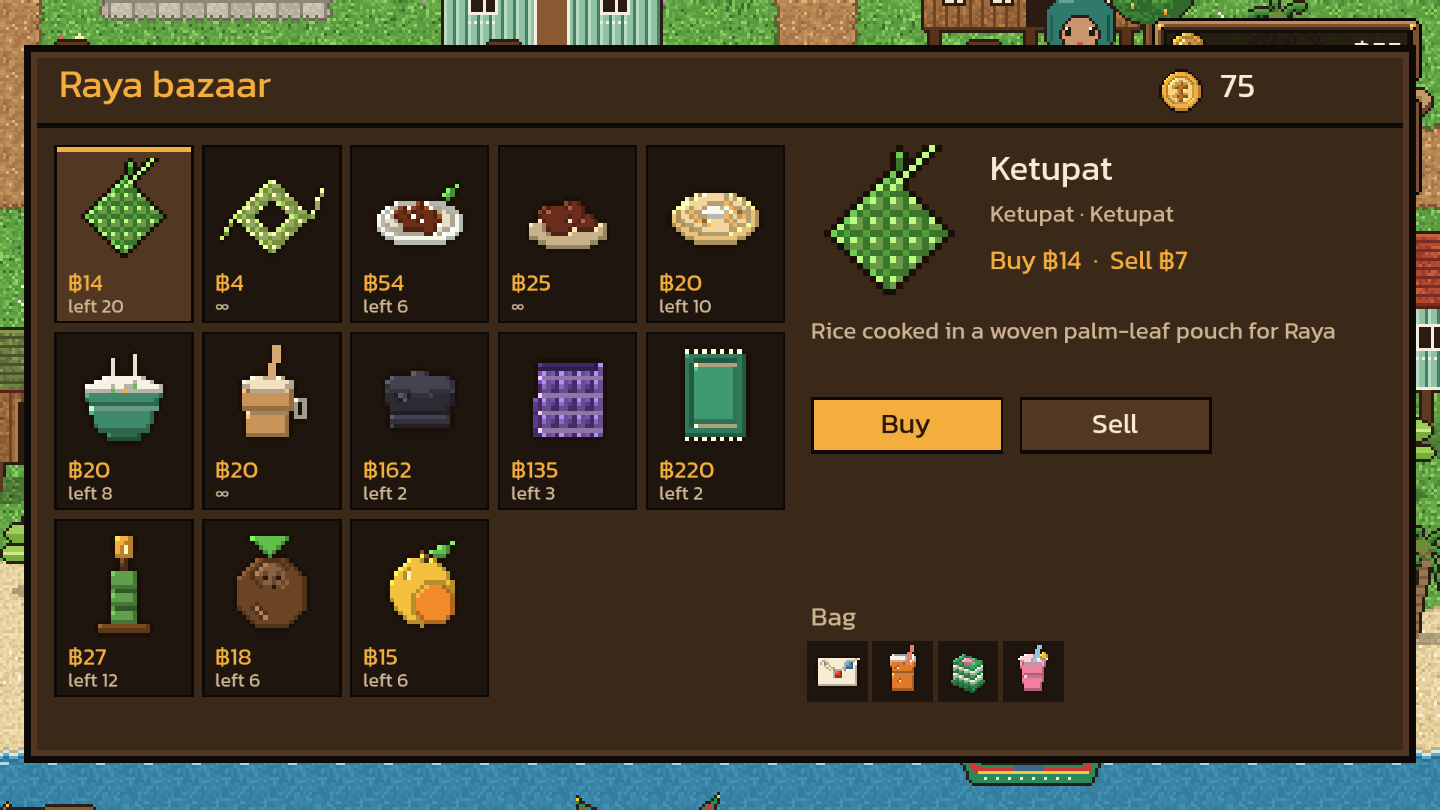 Raya bazaar
75
฿14
left 20
฿4
∞
฿54
left 6
฿25
∞
฿20
left 10
฿20
left 8
฿20
∞
฿162
left 2
฿135
left 3
฿220
left 2
฿27
left 12
฿18
left 6
฿15
left 6
Ketupat
Ketupat · Ketupat
Buy ฿14 · Sell ฿7
Rice cooked in a woven palm-leaf pouch for Raya
Buy
Sell
Bag